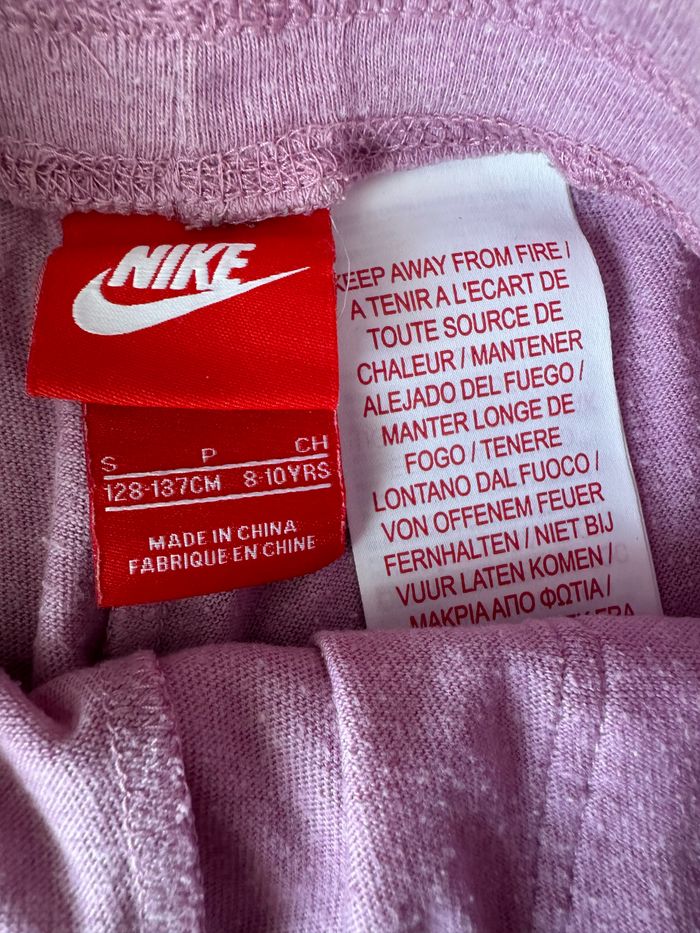 NIKE
S P CH
128-137CM 8-10YRS
MADE IN CHINA
FABRIQUE EN CHINE
KEEP AWAY FROM FIRE /
A TENIR A L'ECART DE
TOUTE SOURCE DE
CHALEUR / MANTENER
ALEJADO DEL FUEGO /
MANTER LONGE DE
FOGO / TENERE
LONTANO DAL FUOCO /
VON OFFENEM FEUER
FERNHALTEN / NIET BIJ
VUUR LATEN KOMEN /
ΜΑΚΡΙΑ ΑΠΟ ΦΩΤΙΑ /